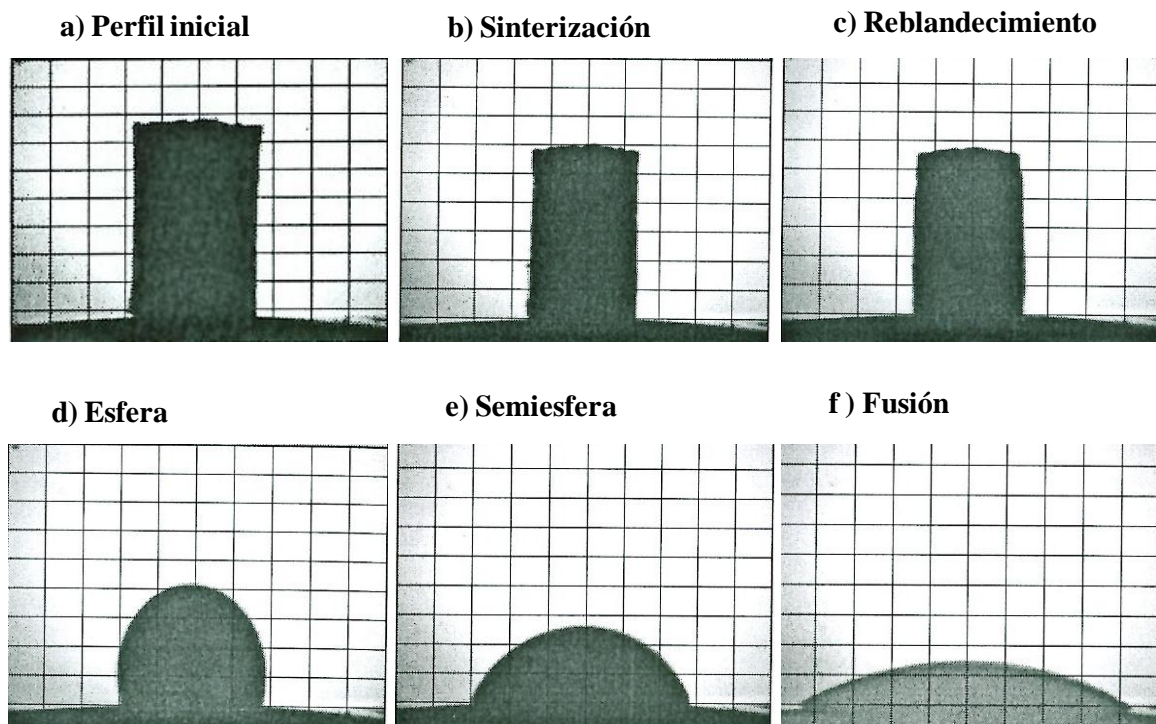 a) Perfil inicial
b) Sinterización
c) Reblandecimiento
d) Esfera
e) Semiesfera
f ) Fusión